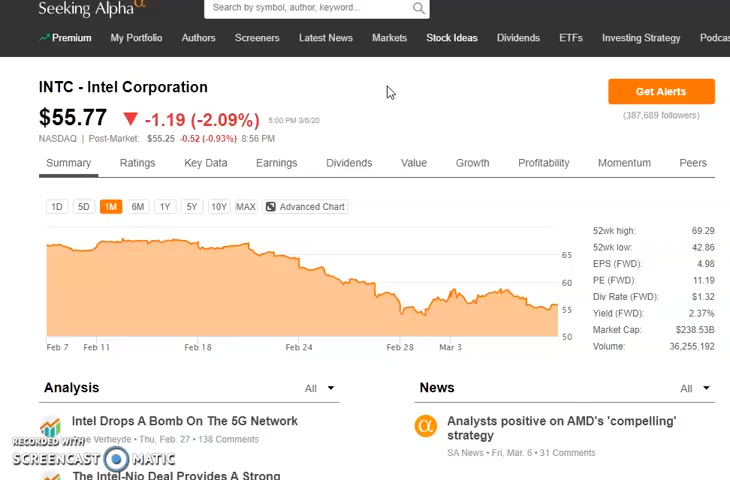 Seeking Alpha α
Search by symbol, author, keyword...
Premium My Portfolio Authors Screeners Latest News Markets Stock Ideas Dividends ETFs Investing Strategy Podcas
INTC - Intel Corporation
Get Alerts
$55.77 -1.19 (-2.09%) 5:00 PM 3/6/20
(387,689 followers)
NASDAQ | Post-Market: $55.25 -0.52 (-0.93%) 8:56 PM
Summary Ratings Key Data Earnings Dividends Value Growth Profitability Momentum Peers
1D 5D 1M 6M 1Y 5Y 10Y MAX Advanced Chart
65
60
55
50
Feb 7 Feb 11 Feb 18 Feb 24 Feb 28 Mar 3
52wk high: 69.29
52wk low: 42.86
EPS (FWD): 4.98
PE (FWD): 11.19
Div Rate (FWD): $1.32
Yield (FWD): 2.37%
Market Cap: $238.53B
Volume: 36,255,192
Analysis All
Intel Drops A Bomb On The 5G Network
Verheyde • Thu, Feb. 27 • 138 Comments
The Intel-Nio Deal Provides A Strong
News All
α
Analysts positive on AMD's 'compelling'
strategy
SA News • Fri, Mar. 6 • 31 Comments
RECORDED WITH
SCREENCAST MATIC